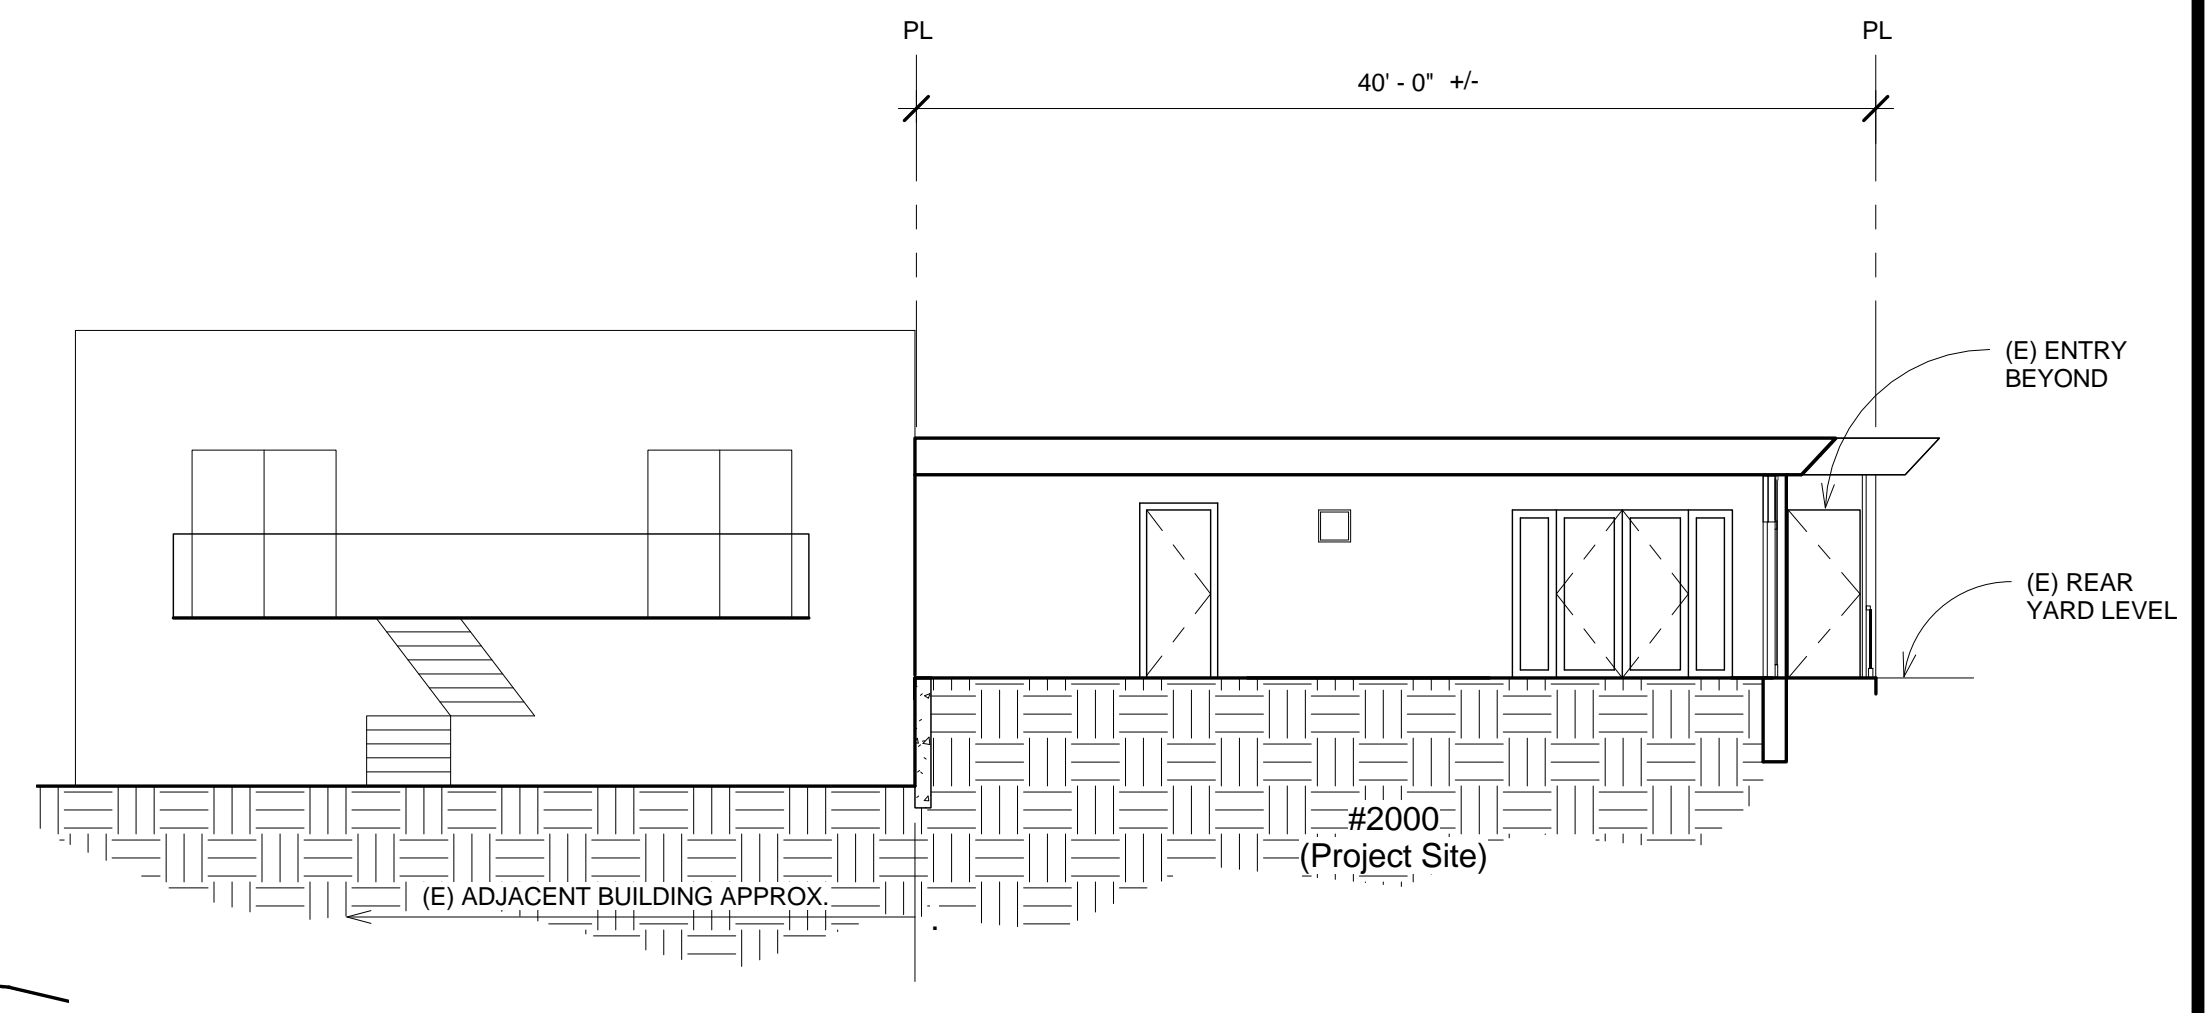 PL
PL
40' - 0" +/-
(E) ENTRY
BEYOND
(E) REAR
YARD LEVEL
#2000
(Project Site)
(E) ADJACENT BUILDING APPROX.